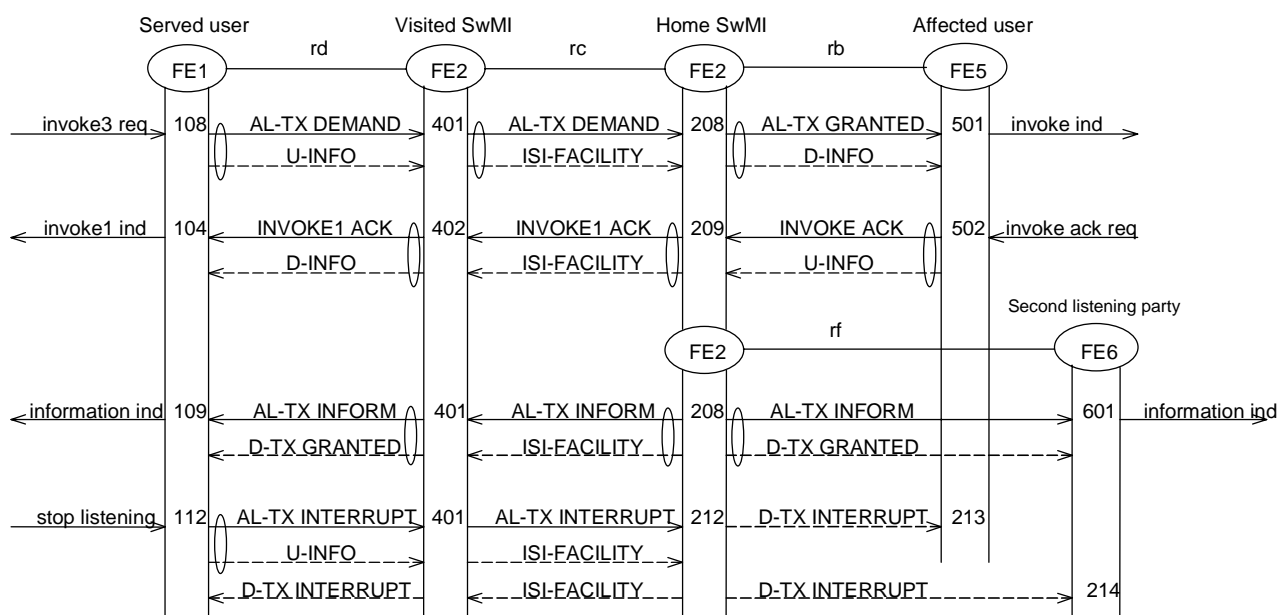 Served user Visited SwMI Home SwMI Affected user
rd rc rb
FE1 FE2 FE2 FE5
invoke3 req 108 AL-TX DEMAND 401 AL-TX DEMAND 208 AL-TX GRANTED 501 invoke ind
U-INFO ISI-FACILITY D-INFO
invoke1 ind 104 INVOKE1 ACK 402 INVOKE1 ACK 209 INVOKE ACK 502 invoke ack req
D-INFO ISI-FACILITY U-INFO
Second listening party
rf
FE2 FE6
information ind 109 AL-TX INFORM 401 AL-TX INFORM 208 AL-TX INFORM 601 information ind
D-TX GRANTED ISI-FACILITY D-TX GRANTED
stop listening 112 AL-TX INTERRUPT 401 AL-TX INTERRUPT 212 D-TX INTERRUPT 213
U-INFO ISI-FACILITY
D-TX INTERRUPT ISI-FACILITY D-TX INTERRUPT 214